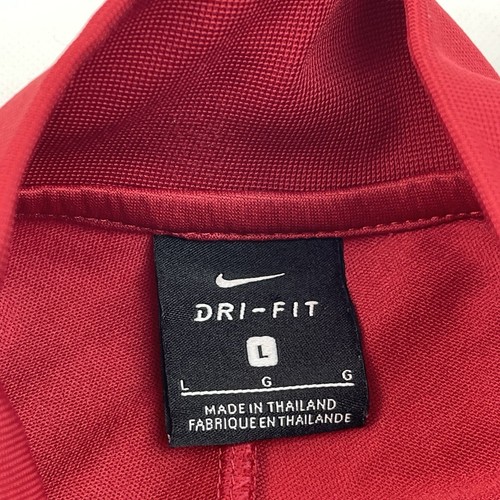 DRI-FIT
L
L G G
MADE IN THAILAND
FABRIQUE EN THAILANDE